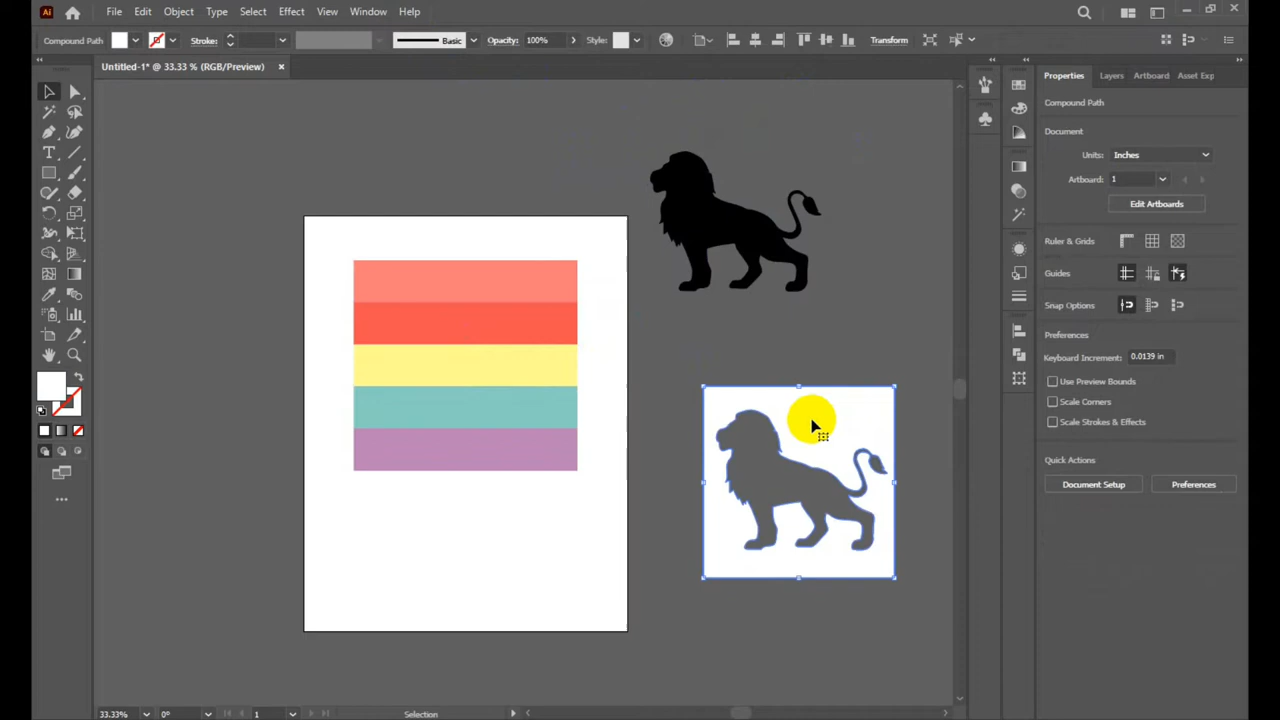 Ai File Edit Object Type Select Effect View Window Help
Compound Path Stroke: Basic Opacity: 100% Style: Transform
Untitled-1* @ 33.33 % (RGB/Preview)
Properties Layers Artboard Asset Exp
Compound Path
Document
Units: Inches
Artboard: 1
Edit Artboards
Ruler & Grids
Guides
Snap Options
Preferences
Keyboard Increment: 0.0139 in
Use Preview Bounds
Scale Corners
Scale Strokes & Effects
Quick Actions
Document Setup Preferences
33.33% 0° 1 Selection